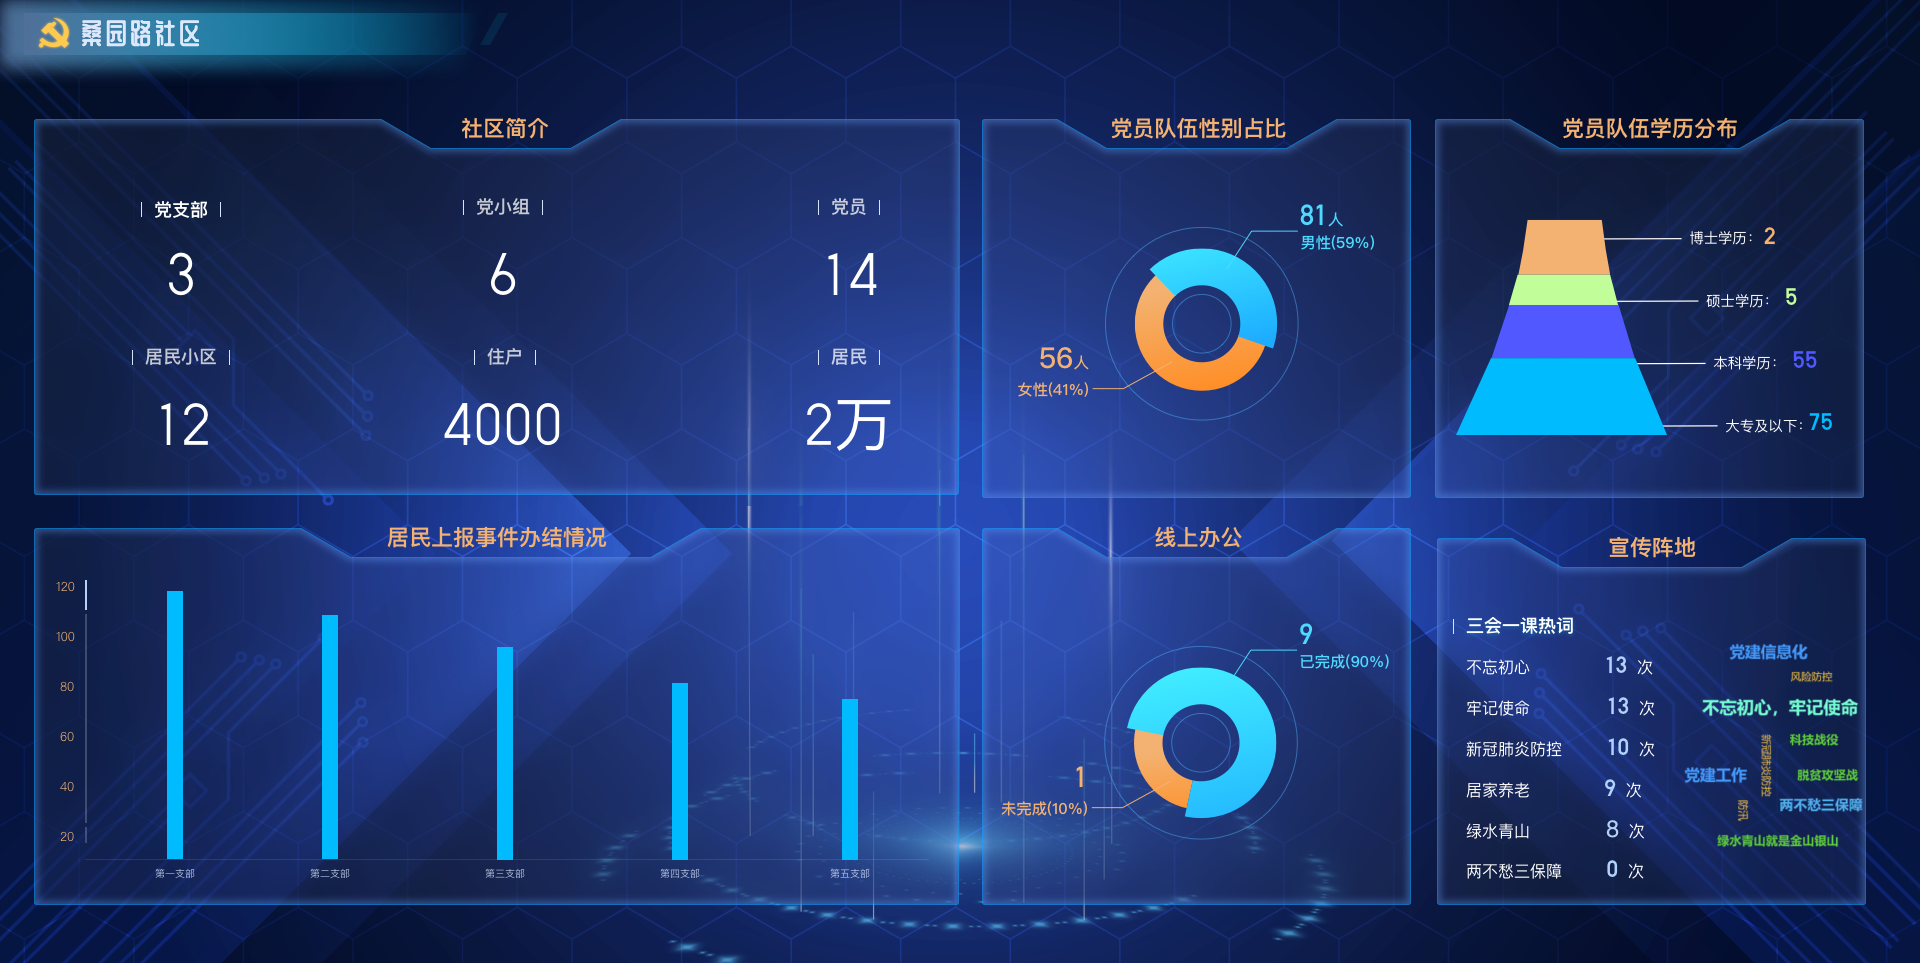 桑园路社区
社区简介
党支部
党小组
党员
3
6
14
居民小区
住户
居民
12
4000
2万
党员队伍性别占比
81人
男性(59%)
56人
女性(41%)
党员队伍学历分布
博士学历: 2
硕士学历: 5
本科学历: 55
大专及以下: 75
居民上报事件办结情况
120
100
80
60
40
20
第一支部
第二支部
第三支部
第四支部
第五支部
线上办公
9
已完成(90%)
1
未完成(10%)
宣传阵地
三会一课热词
不忘初心 13 次
牢记使命 13 次
新冠肺炎防控 10 次
居家养老 9 次
绿水青山 8 次
两不愁三保障 0 次
党建信息化
风险防控
不忘初心，牢记使命
科技战役
新冠肺炎防控
党建工作
脱贫攻坚战
防汛
两不愁三保障
绿水青山就是金山银山